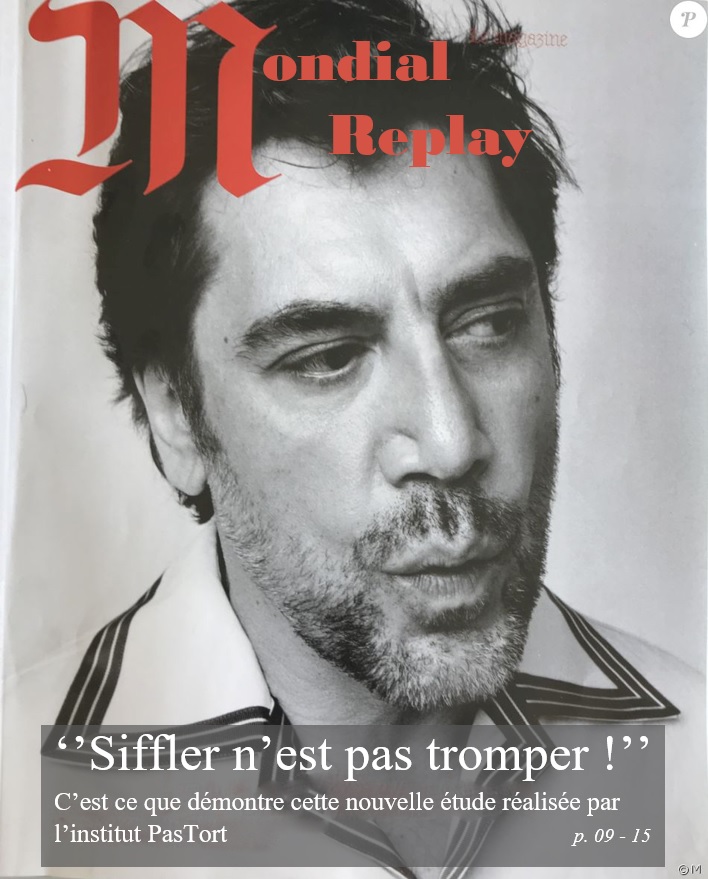 Mondial
Le magazine
Replay
‘’Siffler n’est pas tromper !’’
C’est ce que démontre cette nouvelle étude réalisée par
l’institut PasTort
p. 09 - 15
P
© M